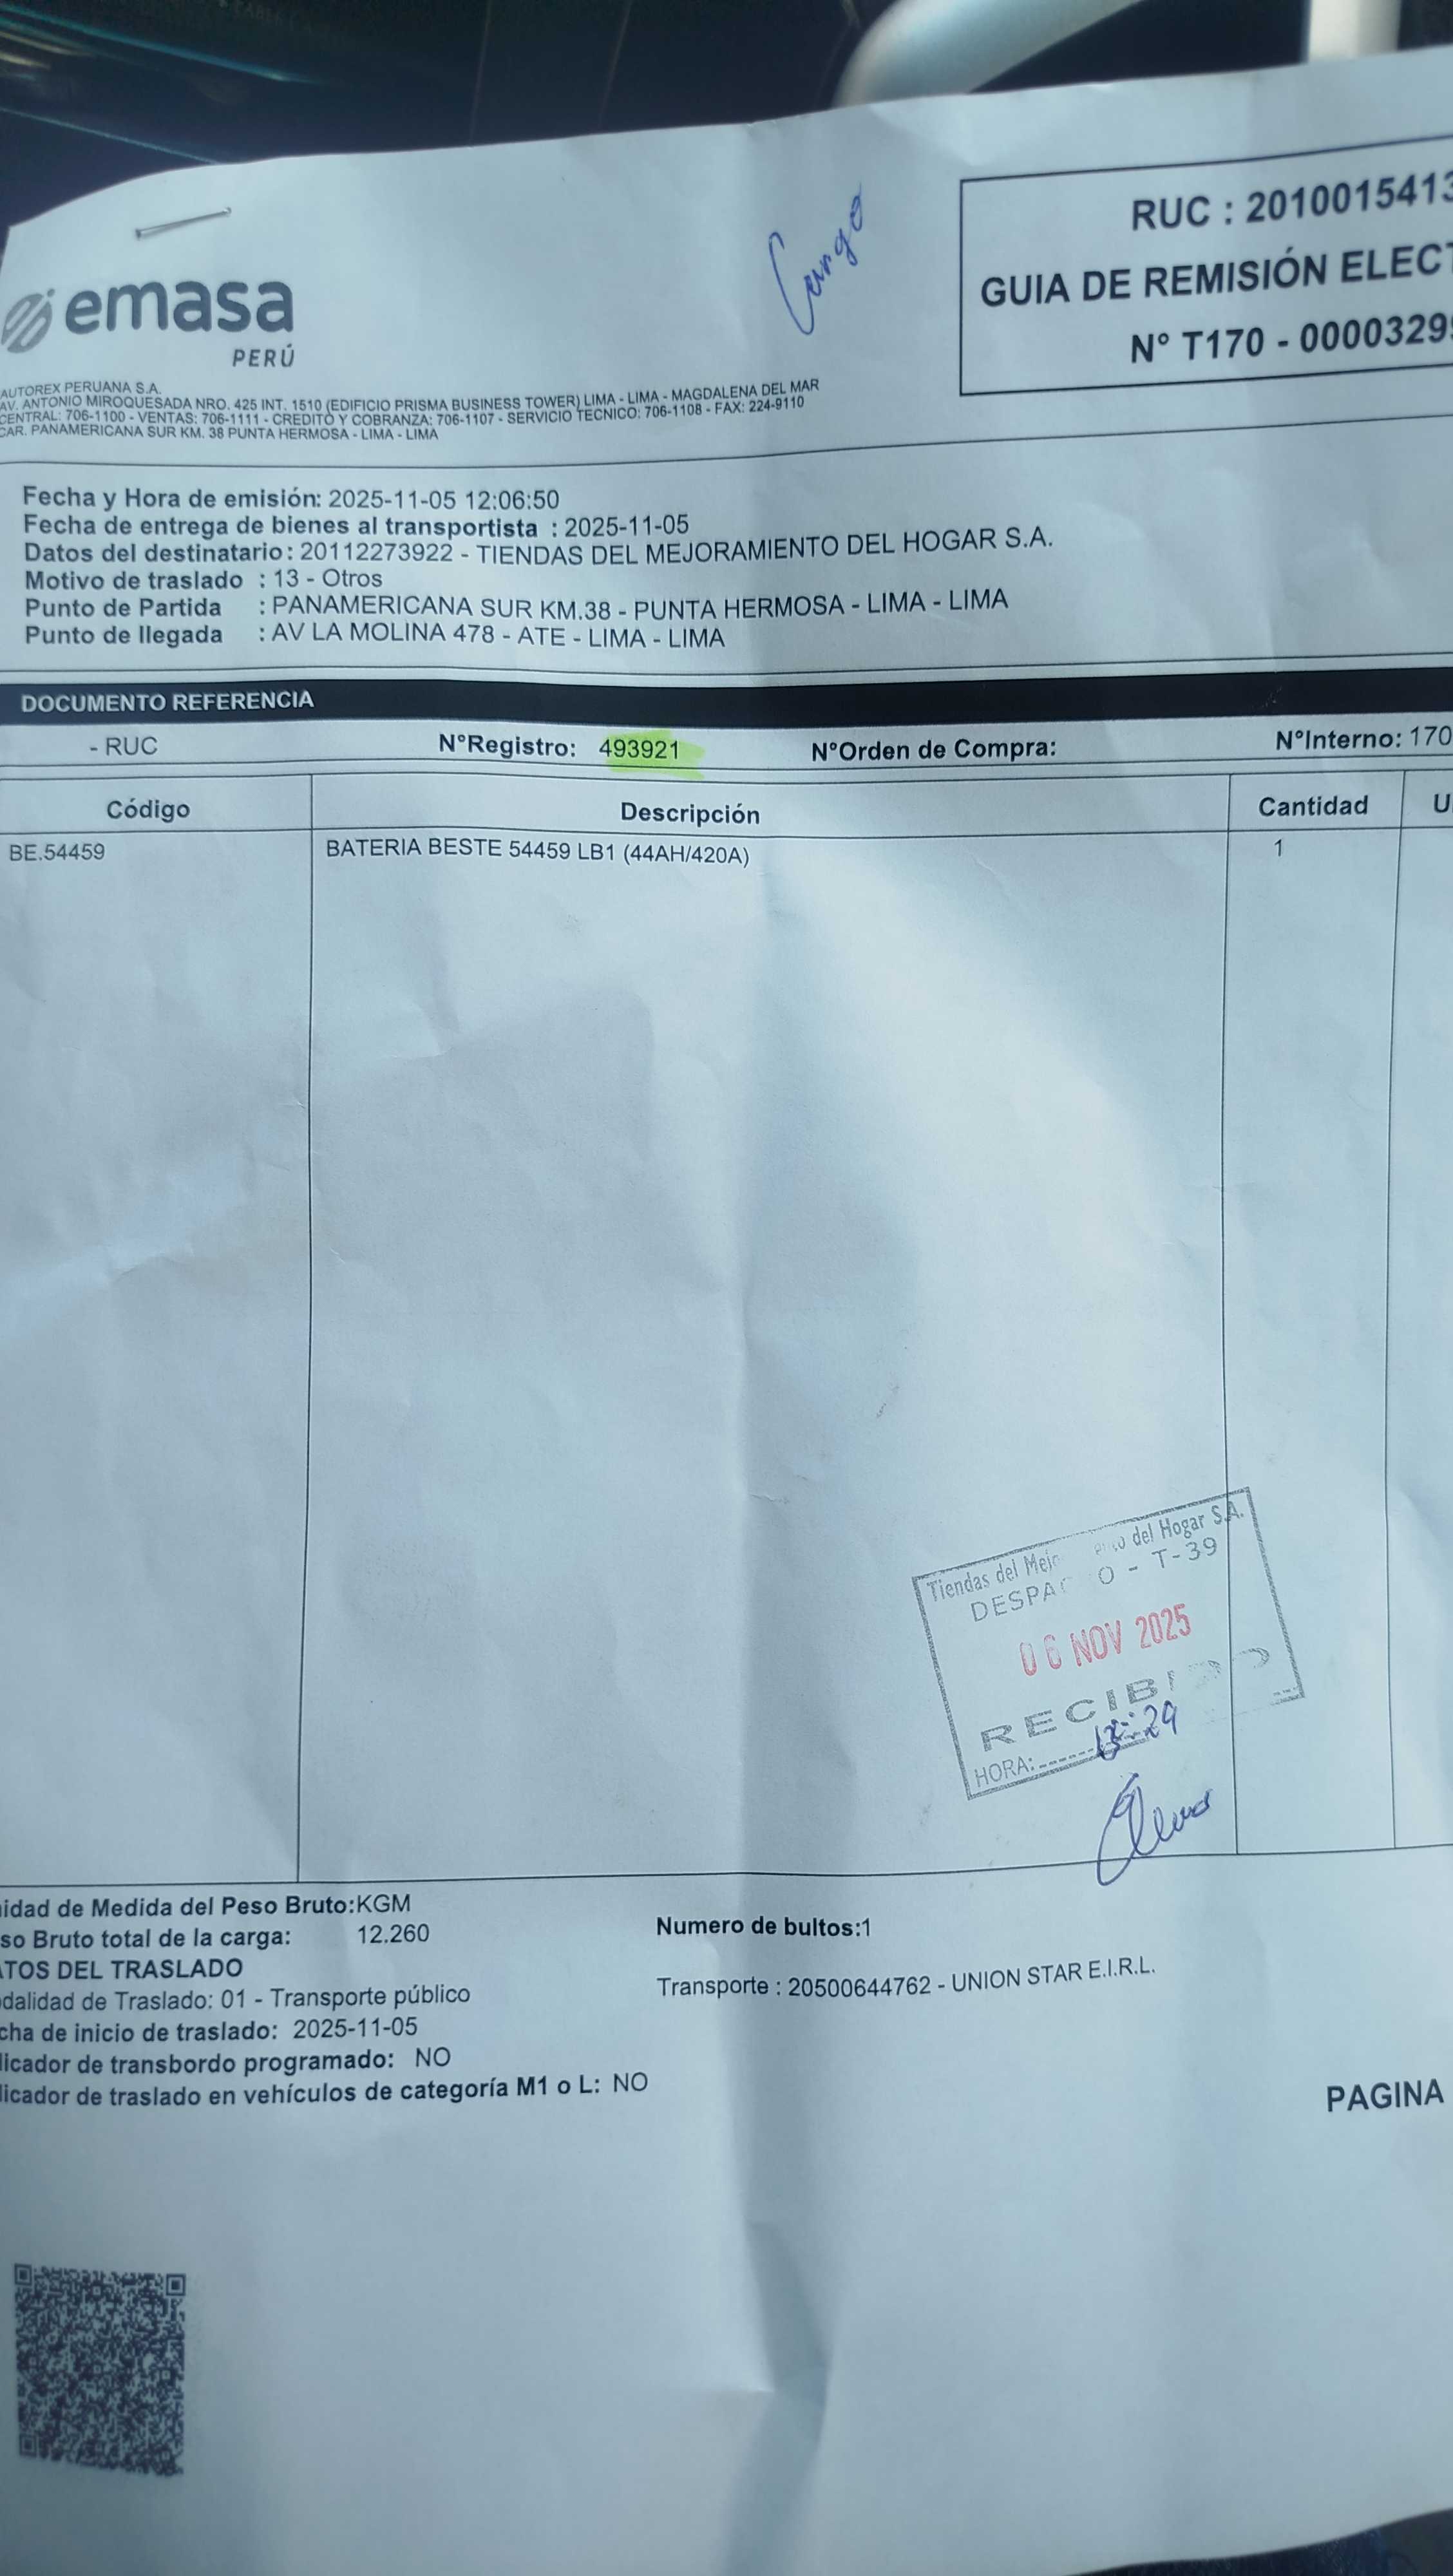 Cargo
RUC : 2010015413
GUIA DE REMISIÓN ELECT
N° T170 - 0000329
emasa
PERÚ
AUTOREX PERUANA S.A.
AV. ANTONIO MIROQUESADA NRO. 425 INT. 1510 (EDIFICIO PRISMA BUSINESS TOWER) LIMA - LIMA - MAGDALENA DEL MAR
CENTRAL: 706-1100 - VENTAS: 706-1111 - CREDITO Y COBRANZA: 706-1107 - SERVICIO TECNICO: 706-1108 - FAX: 224-9110
CAR. PANAMERICANA SUR KM. 38 PUNTA HERMOSA - LIMA - LIMA
Fecha y Hora de emisión: 2025-11-05 12:06:50
Fecha de entrega de bienes al transportista : 2025-11-05
Datos del destinatario : 20112273922 - TIENDAS DEL MEJORAMIENTO DEL HOGAR S.A.
Motivo de traslado : 13 - Otros
Punto de Partida : PANAMERICANA SUR KM.38 - PUNTA HERMOSA - LIMA - LIMA
Punto de llegada : AV LA MOLINA 478 - ATE - LIMA - LIMA
DOCUMENTO REFERENCIA
- RUC N°Registro: 493921 N°Orden de Compra: N°Interno: 170
Código Descripción Cantidad U
BE.54459 BATERIA BESTE 54459 LB1 (44AH/420A) 1
Tiendas del Mejo del Hogar S.A.
DESPA O - T-39
06 NOV 2025
RECIBIDO
HORA:
idad de Medida del Peso Bruto:KGM
so Bruto total de la carga: 12.260
Numero de bultos:1
TOS DEL TRASLADO
dalidad de Traslado: 01 - Transporte público
Transporte : 20500644762 - UNION STAR E.I.R.L.
cha de inicio de traslado: 2025-11-05
licador de transbordo programado: NO
licador de traslado en vehículos de categoría M1 o L: NO
PAGINA